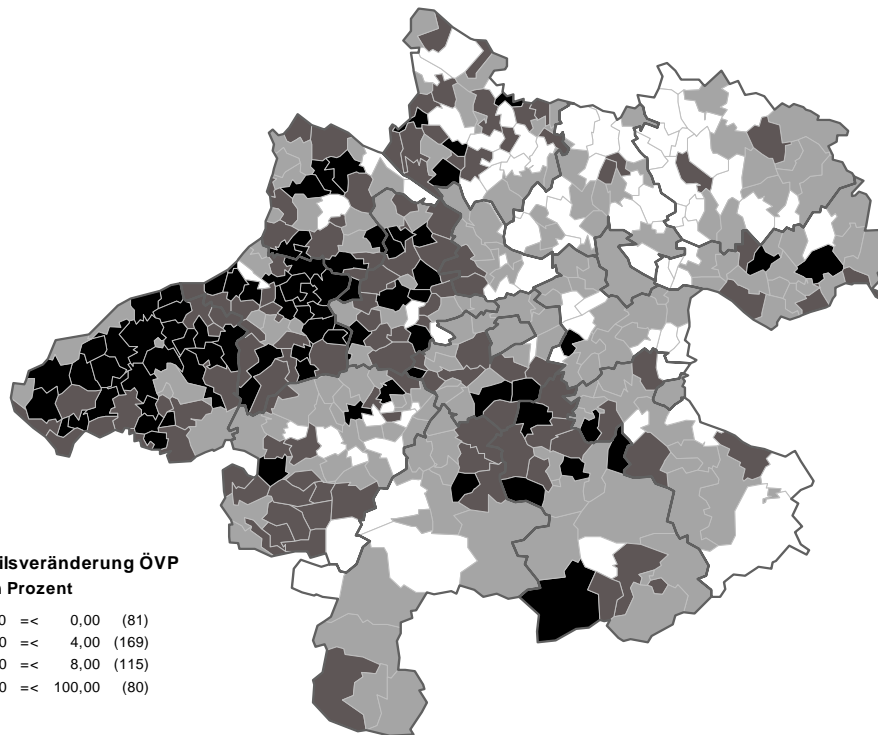 ilsveränderung ÖVP
Prozent
0 =< 0,00 (81)
0 =< 4,00 (169)
0 =< 8,00 (115)
0 =< 100,00 (80)